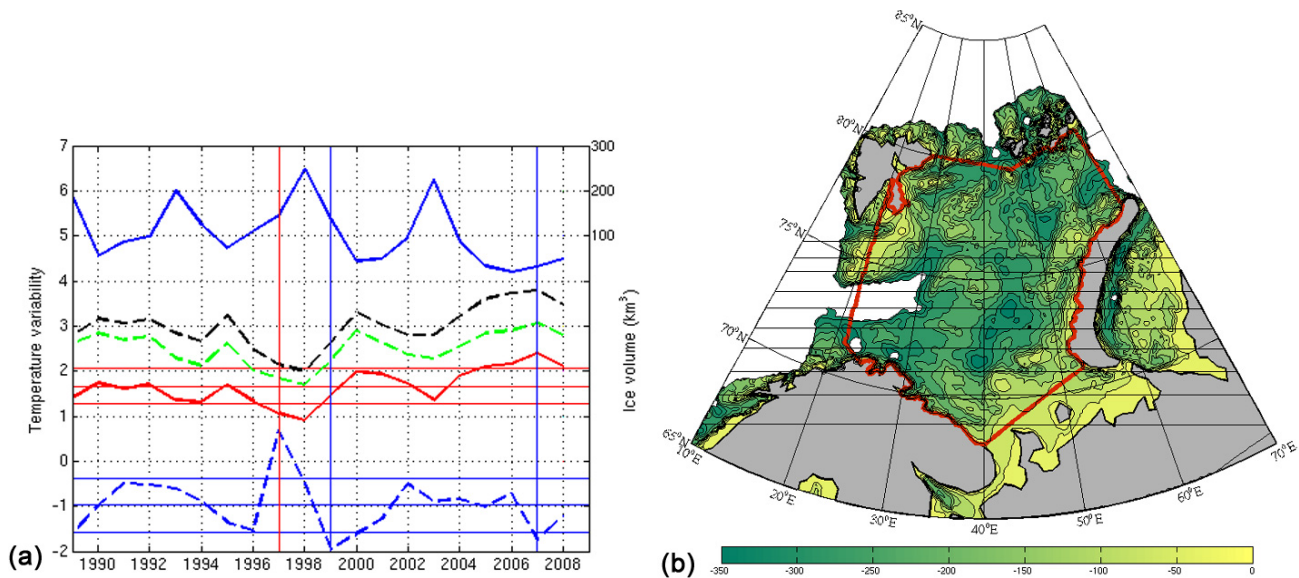 Temperature variability
7
6
5
4
3
2
1
0
-1
-2
300
200
100
Ice volume (km³)
1990 1992 1994 1996 1998 2000 2002 2004 2006 2008
(a)
85°N
80°N
75°N
70°N
65°N
10°E
20°E
30°E
40°E
50°E
60°E
70°E
(b)
-350 -300 -250 -200 -150 -100 -50 0